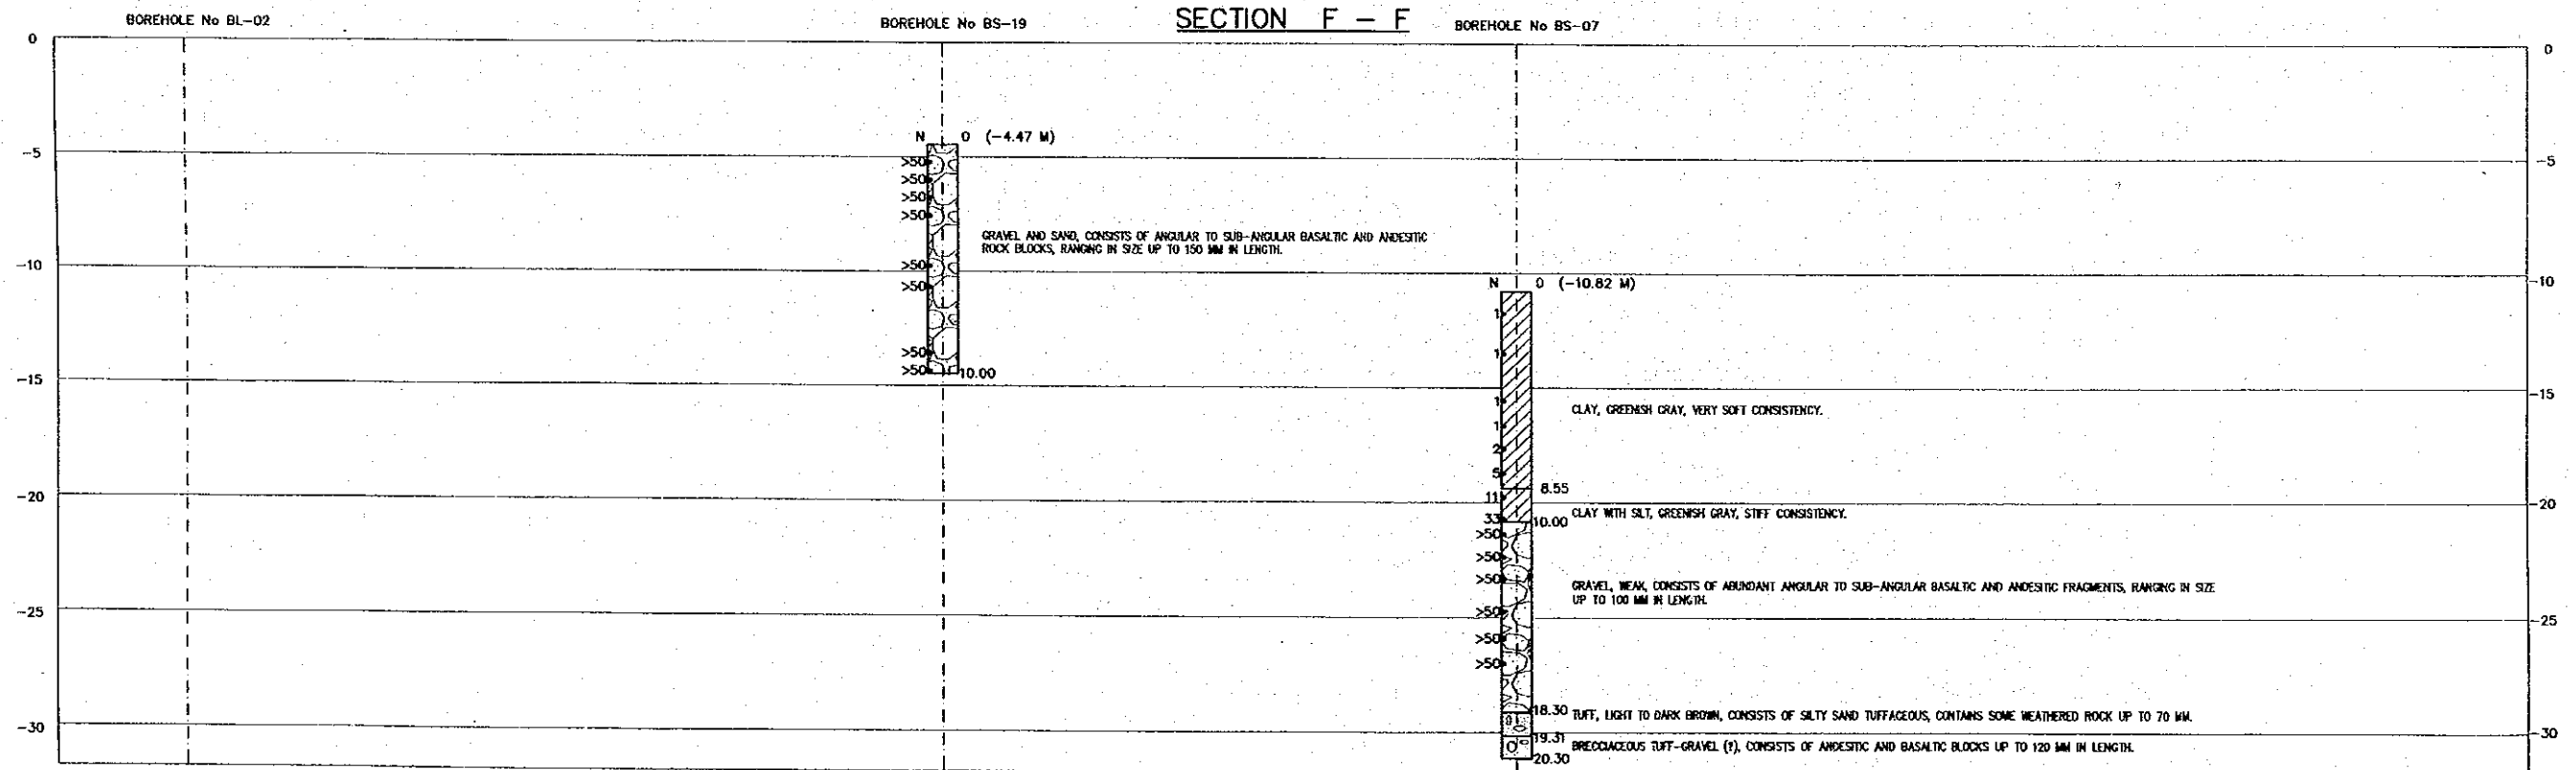 SECTION F - F
BOREHOLE No BL-02
BOREHOLE No BS-19
BOREHOLE No BS-07
0
-5
-10
-15
-20
-25
-30
N 0 (-4.47 M)
>50
>50
>50
>50
>50
>50
>50
>50
10.00
GRAVEL AND SAND, CONSISTS OF ANGULAR TO SUB-ANGULAR BASALTIC AND ANDESITIC
ROCK BLOCKS, RANGING IN SIZE UP TO 150 MM IN LENGTH.
N 0 (-10.82 M)
1
1
1
1
2
5
11
33
>50
>50
>50
>50
>50
>50
CLAY, GREENISH GRAY, VERY SOFT CONSISTENCY.
8.55
CLAY WITH SILT, GREENISH GRAY, STIFF CONSISTENCY.
10.00
GRAVEL, WEAK, CONSISTS OF ABUNDANT ANGULAR TO SUB-ANGULAR BASALTIC AND ANDESITIC FRAGMENTS, RANGING IN SIZE
UP TO 100 MM IN LENGTH.
18.30 TUFF, LIGHT TO DARK BROWN, CONSISTS OF SILTY SAND TUFFACEOUS, CONTAINS SOME WEATHERED ROCK UP TO 70 MM.
19.31
BRECCIACEOUS TUFF-GRAVEL (?), CONSISTS OF ANDESITIC AND BASALTIC BLOCKS UP TO 120 MM IN LENGTH.
20.30
0
-5
-10
-15
-20
-25
-30